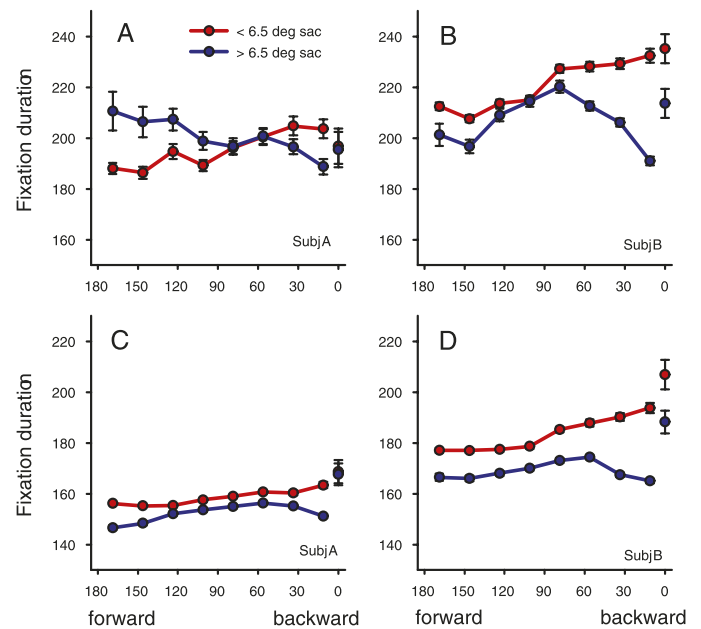 A
< 6.5 deg sac
> 6.5 deg sac
Fixation duration
240
220
200
180
160
SubjA
180 150 120 90 60 30 0
B
240
220
200
180
160
SubjB
180 150 120 90 60 30 0
C
Fixation duration
220
200
180
160
140
SubjA
180 150 120 90 60 30 0
forward backward
D
220
200
180
160
140
SubjB
180 150 120 90 60 30 0
forward backward